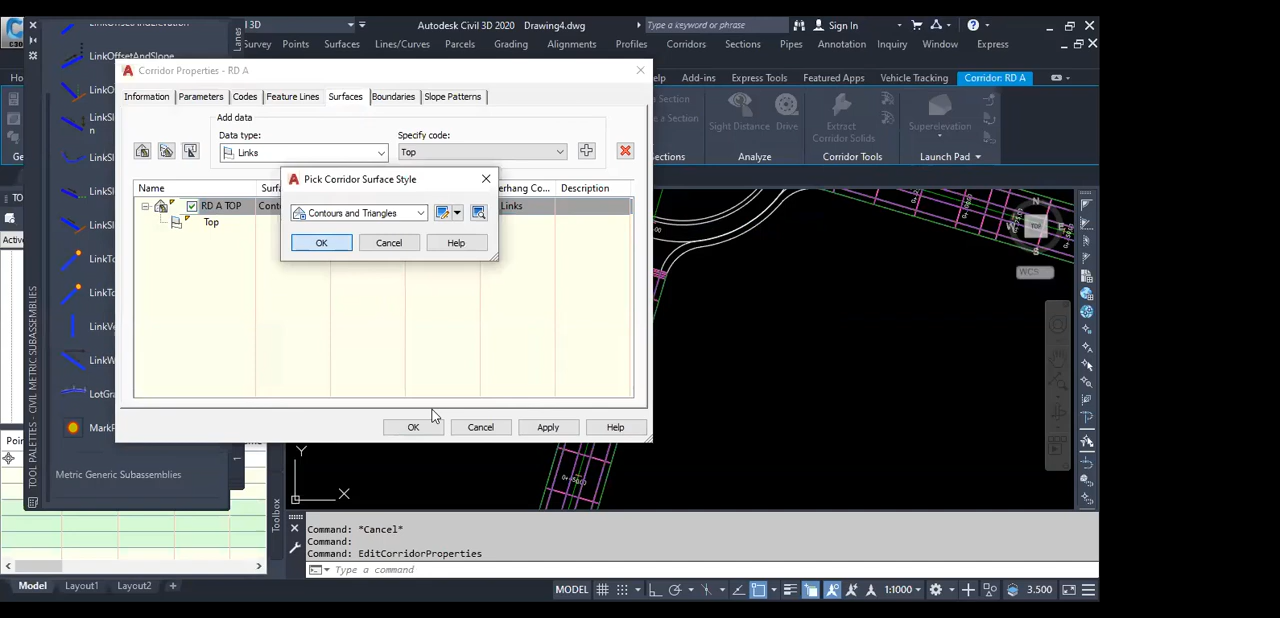 3D
Autodesk Civil 3D 2020 Drawing4.dwg
Type a keyword or phrase
Sign In
Survey Points Surfaces Lines/Curves Parcels Grading Alignments Profiles Corridors Sections Pipes Annotation Inquiry Window Express
Add-ins Express Tools Featured Apps Vehicle Tracking Corridor: RD A
LinkOffsetAndSlope
Lanes
Corridor Properties - RD A
Information Parameters Codes Feature Lines Surfaces Boundaries Slope Patterns
Add data
Data type:
Specify code:
Links
Top
Pick Corridor Surface Style
Name
Description
RD A TOP
Links
Top
Contours and Triangles
OK Cancel Help
OK Cancel Apply Help
Sight Distance Drive
Extract
Corridor Solids
Superelevation
Analyze Corridor Tools Launch Pad
N
W
TOP
S
WCS
TOOL PALETTES - CIVIL METRIC SUBASSEMBLIES
Metric Generic Subassemblies
Toolbox
Y
X
Command: *Cancel*
Command:
Command: EditCorridorProperties
Type a command
Model Layout1 Layout2 +
MODEL
1:1000
3.500